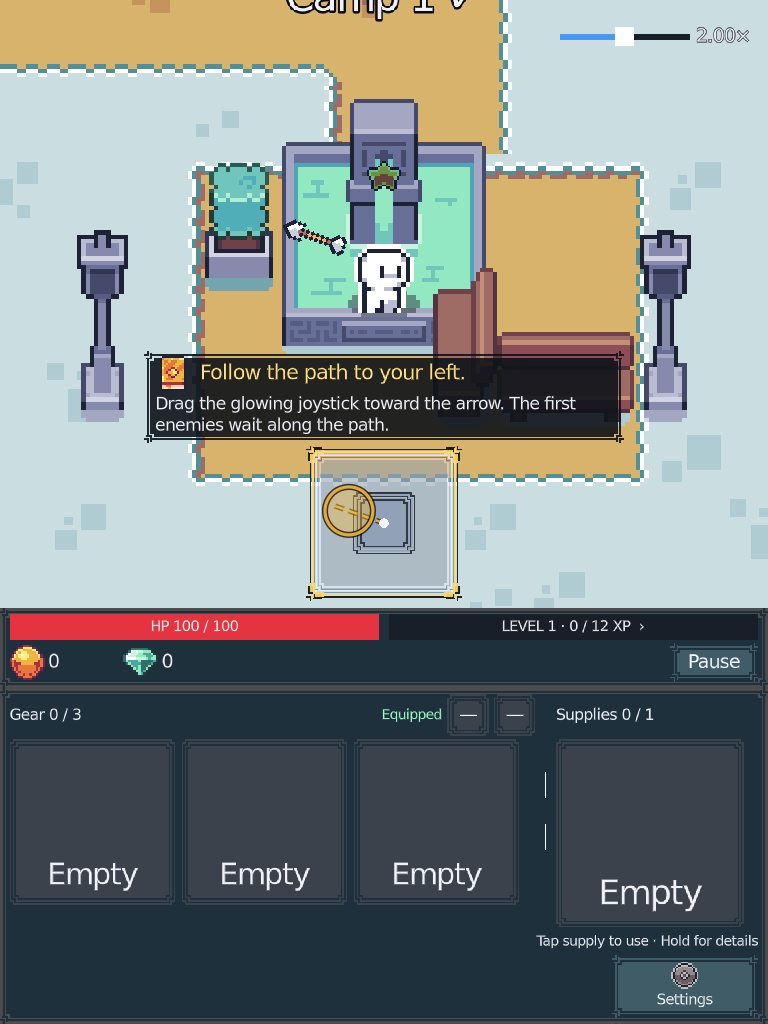 Camp 1 ✓
2.00×
Follow the path to your left.
Drag the glowing joystick toward the arrow. The first
enemies wait along the path.
HP 100 / 100
LEVEL 1 · 0 / 12 XP ›
0
0
Pause
Gear 0 / 3
Equipped
—
—
Supplies 0 / 1
Empty
Empty
Empty
Empty
Tap supply to use · Hold for details
Settings